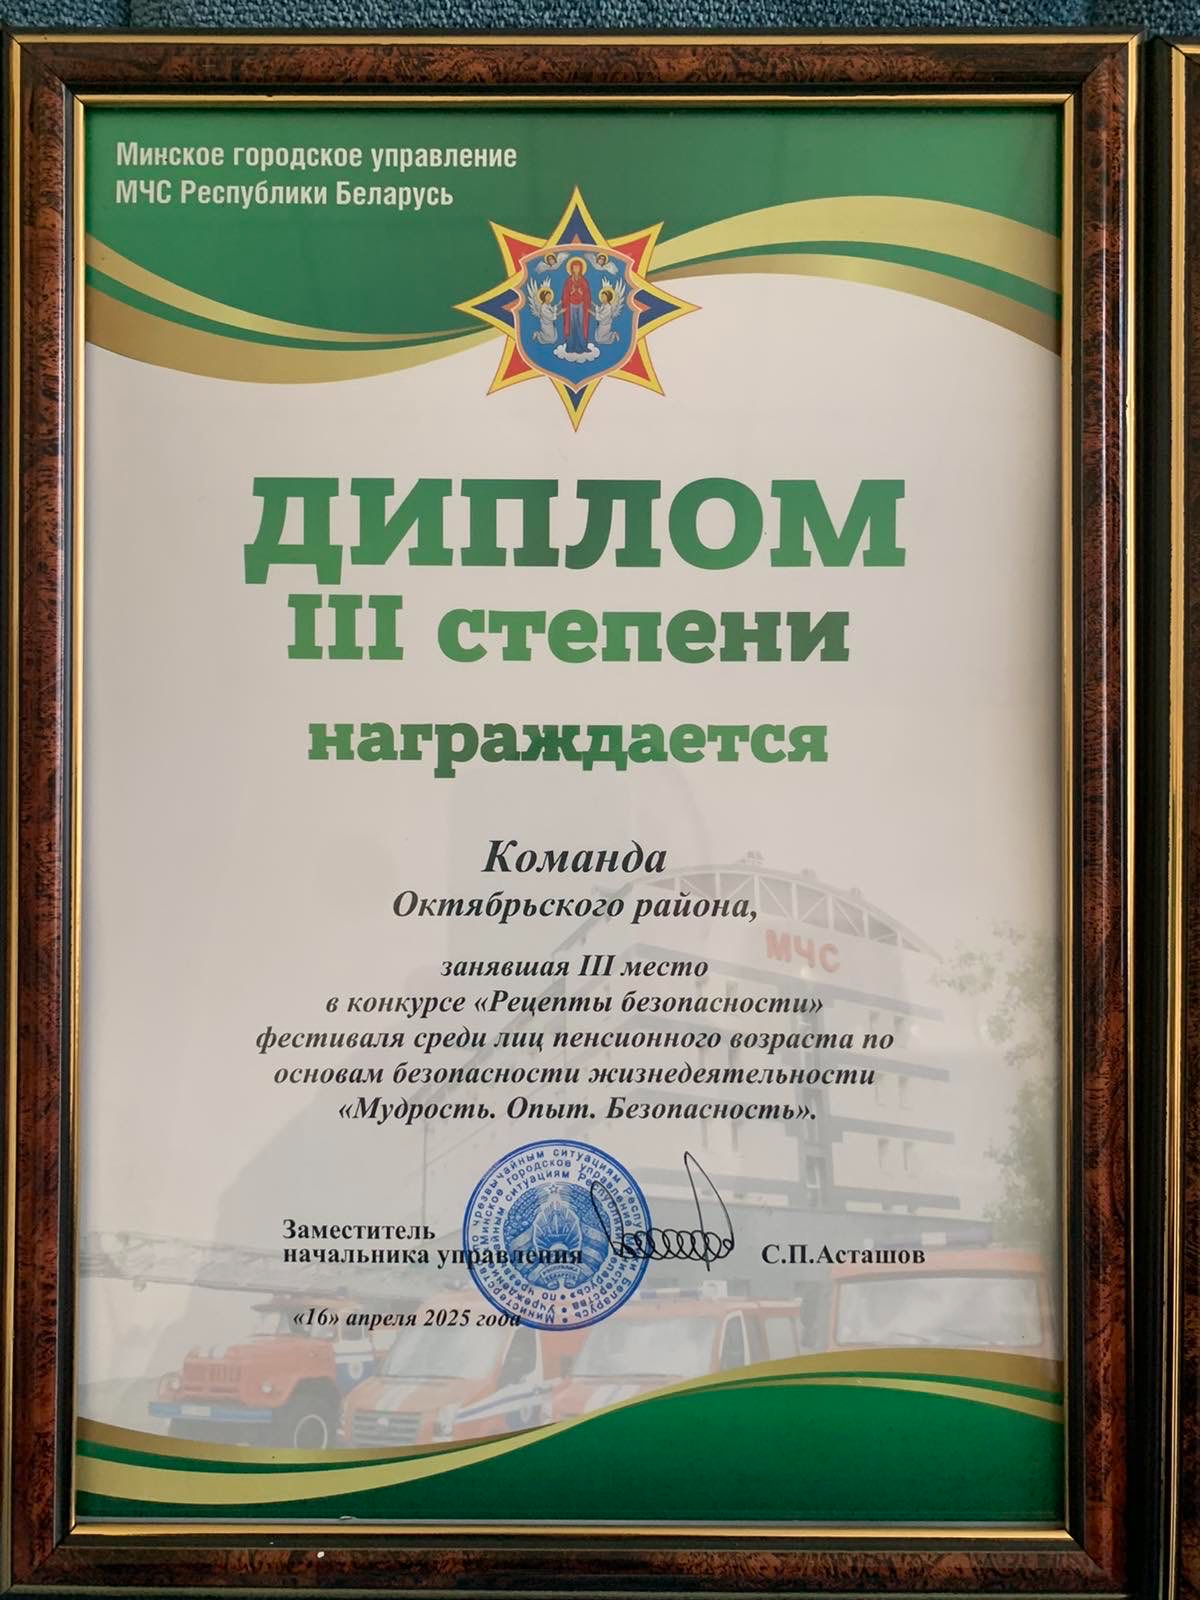 Минское городское управление
МЧС Республики Беларусь
ДИПЛОМ
III степени
награждается
Команда
Октябрьского района,
МЧС
занявшая III место
в конкурсе «Рецепты безопасности»
фестиваля среди лиц пенсионного возраста по
основам безопасности жизнедеятельности
«Мудрость. Опыт. Безопасность».
Заместитель
начальника управления
С.П.Асташов
«16» апреля 2025 года